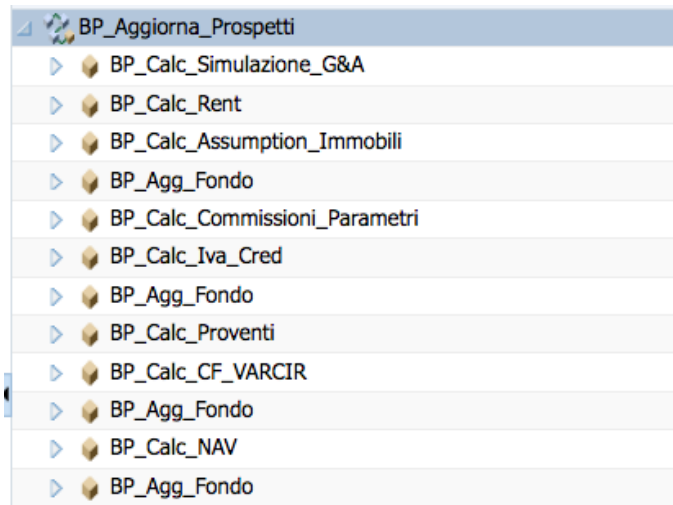 BP_Aggiorna_Prospetti
BP_Calc_Simulazione_G&A
BP_Calc_Rent
BP_Calc_Assumption_Immobili
BP_Agg_Fondo
BP_Calc_Commissioni_Parametri
BP_Calc_Iva_Cred
BP_Agg_Fondo
BP_Calc_Proventi
BP_Calc_CF_VARCIR
BP_Agg_Fondo
BP_Calc_NAV
BP_Agg_Fondo